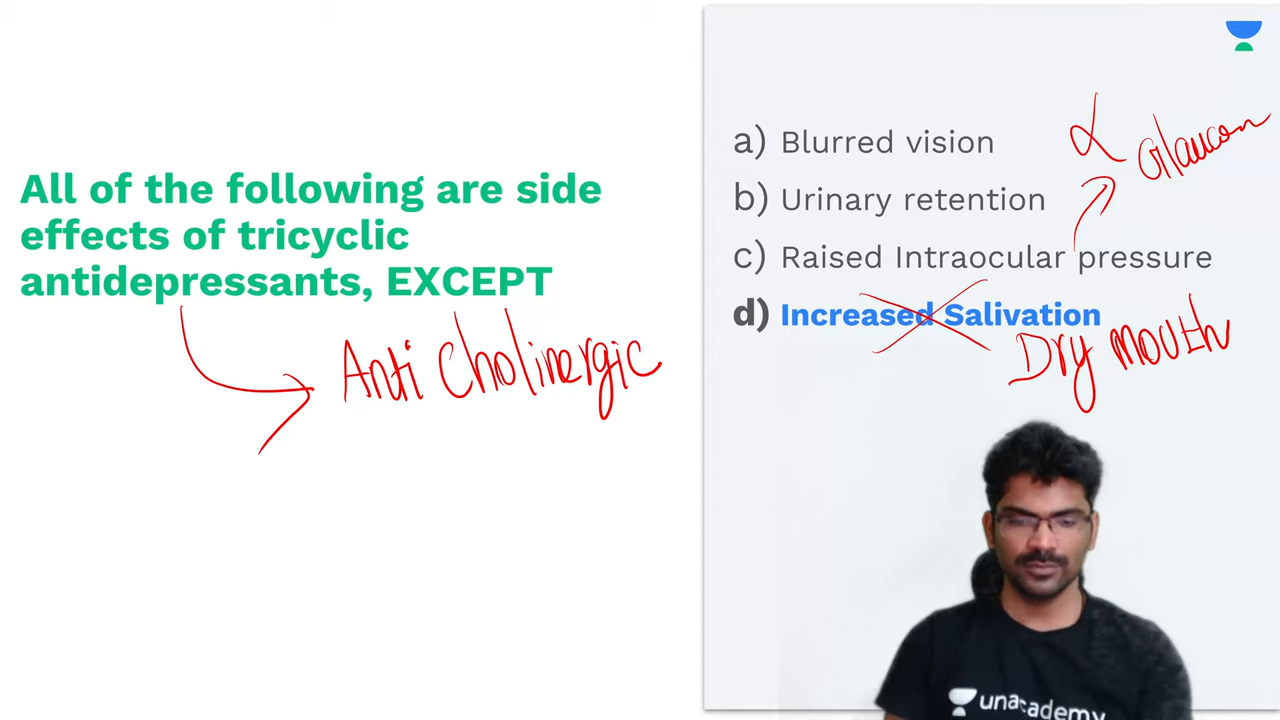 All of the following are side
effects of tricyclic
antidepressants, EXCEPT
Anti Cholinergic
a) Blurred vision
b) Urinary retention
c) Raised Intraocular pressure
d) Increased Salivation
Dry mouth
unacademy